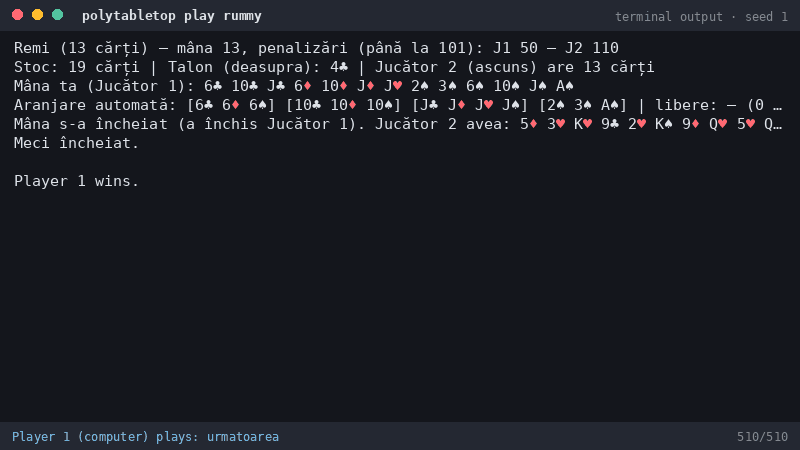 polytabletop play rummy
terminal output · seed 1
Remi (13 cărți) — mâna 13, penalizări (până la 101): J1 50 — J2 110
Stoc: 19 cărți | Talon (deasupra): 4♣ | Jucător 2 (ascuns) are 13 cărți
Mâna ta (Jucător 1): 6♣ 10♣ J♣ 6♦ 10♦ J♦ J♥ 2♠ 3♠ 6♠ 10♠ J♠ A♠
Aranjare automată: [6♣ 6♦ 6♠] [10♣ 10♦ 10♠] [J♣ J♦ J♥ J♠] [2♠ 3♠ A♠] | libere: — (0 …
Mâna s-a încheiat (a închis Jucător 1). Jucător 2 avea: 5♦ 3♥ K♥ 9♣ 2♥ K♠ 9♦ Q♥ 5♥ Q…
Meci încheiat.
Player 1 wins.
Player 1 (computer) plays: urmatoarea
510/510